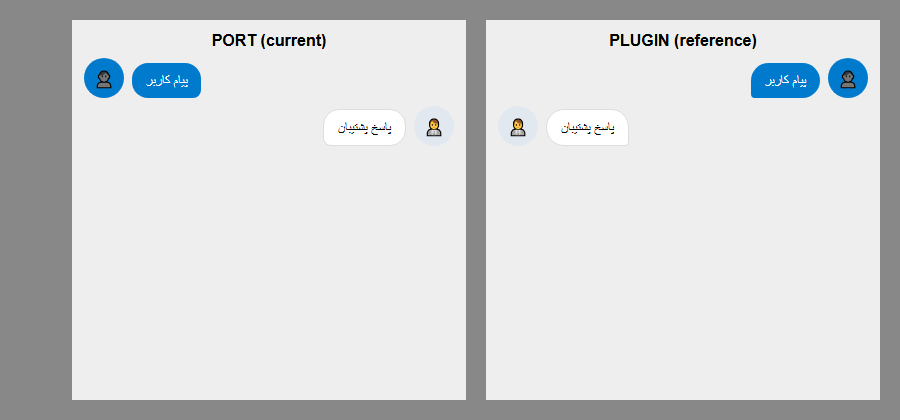 PORT (current)
پیام کاربر
پاسخ پشتیبان
PLUGIN (reference)
پیام کاربر
پاسخ پشتیبان